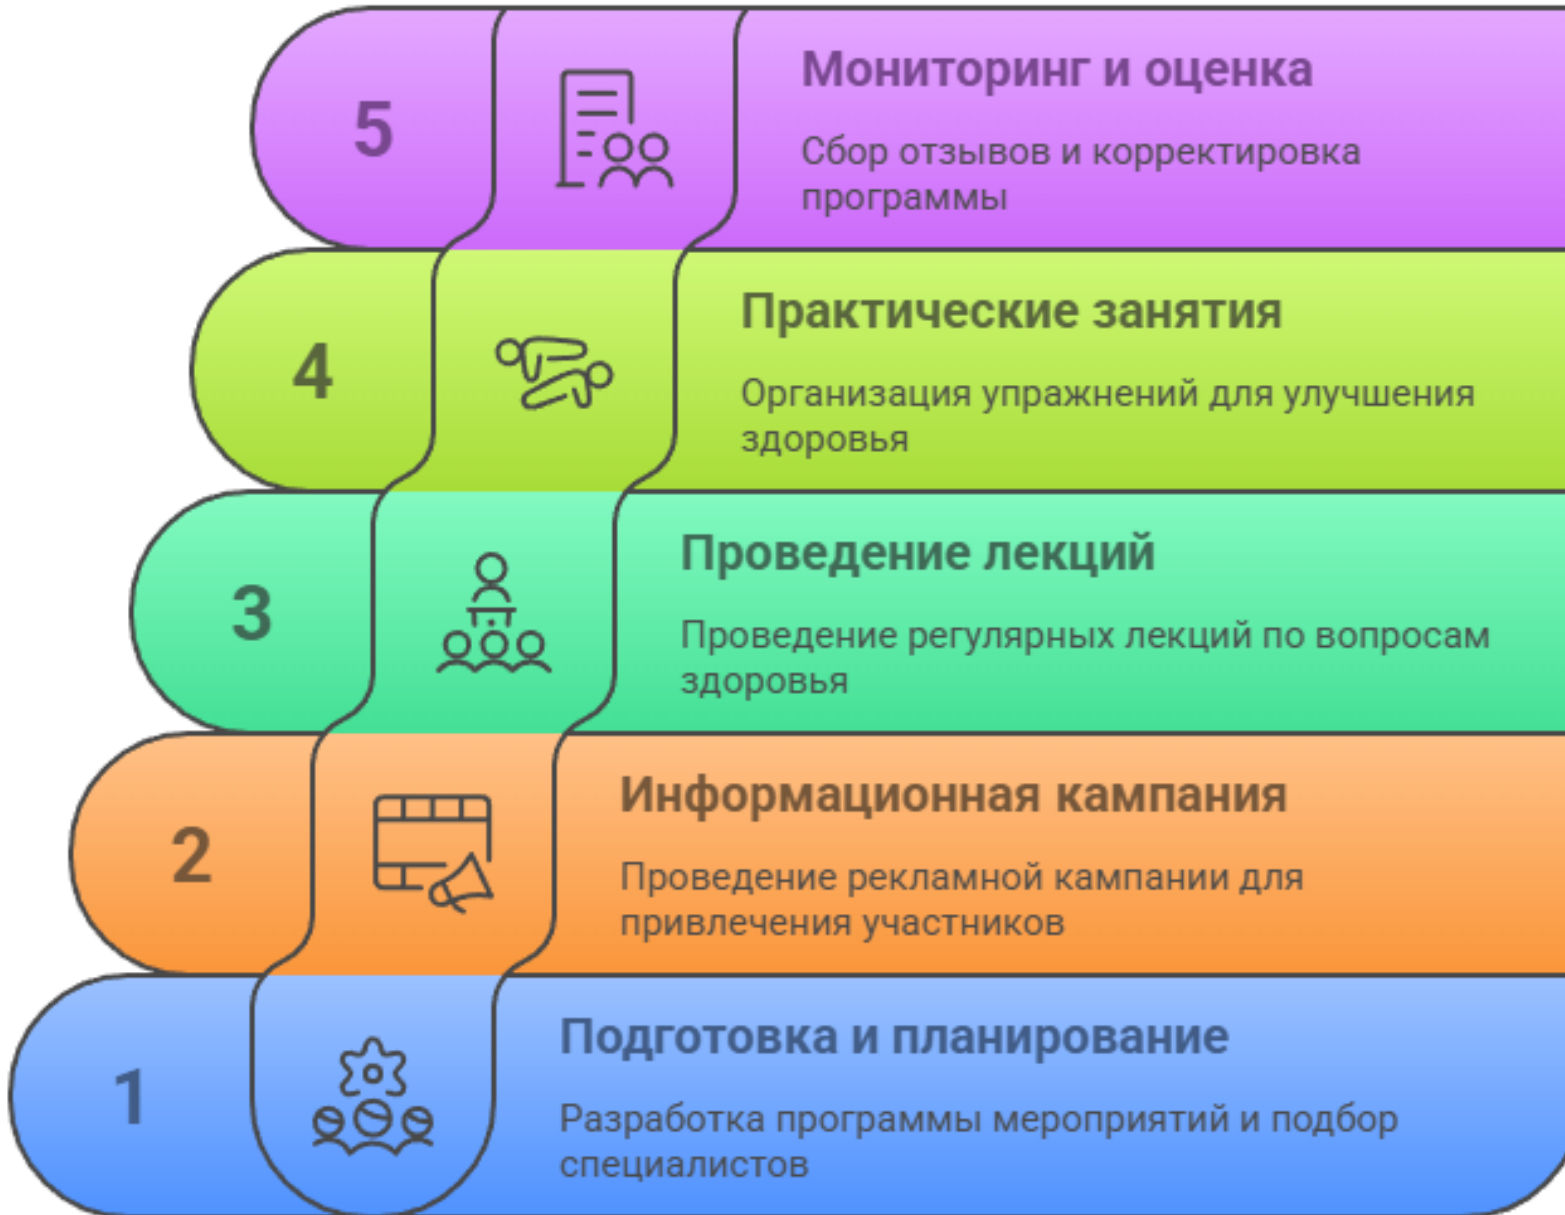 5
Мониторинг и оценка
Сбор отзывов и корректировка
программы
4
Практические занятия
Организация упражнений для улучшения
здоровья
3
Проведение лекций
Проведение регулярных лекций по вопросам
здоровья
2
Информационная кампания
Проведение рекламной кампании для
привлечения участников
1
Подготовка и планирование
Разработка программы мероприятий и подбор
специалистов